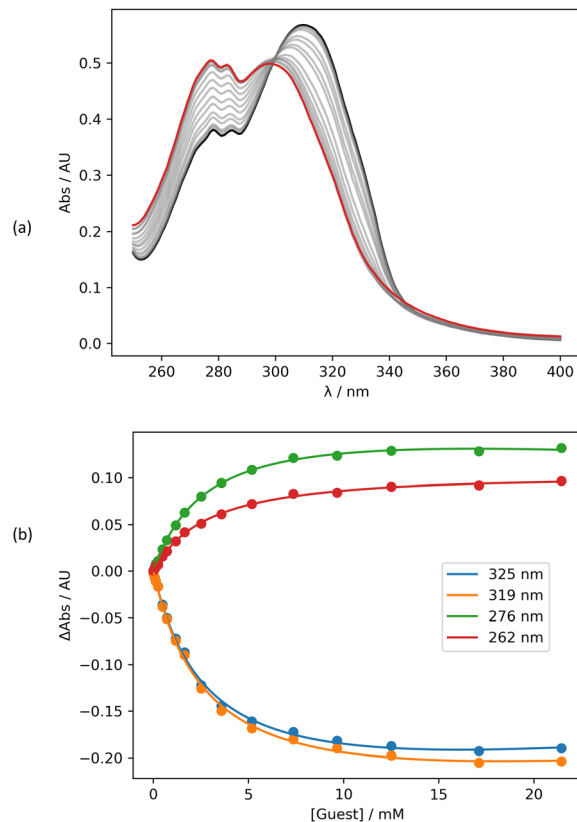 0.5
0.4
0.3
0.2
0.1
0.0
Abs / AU
(a)
260 280 300 320 340 360 380 400
λ / nm
0.10
0.05
0.00
−0.05
−0.10
−0.15
−0.20
ΔAbs / AU
(b)
325 nm
319 nm
276 nm
262 nm
0 5 10 15 20
[Guest] / mM